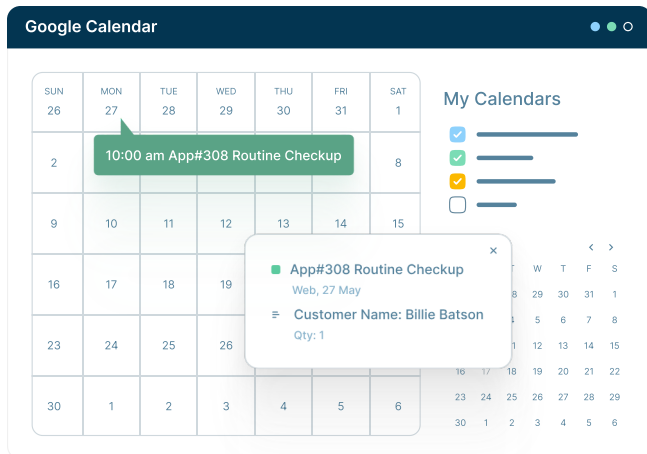 Google Calendar
SUN MON TUE WED THU FRI SAT
26 27 28 29 30 31 1
10:00 am App#308 Routine Checkup
2 8
9 10 11 12 13 14 15
16 17 18 19
23 24 25 26
30 1 2 3 4 5 6
App#308 Routine Checkup
Web, 27 May
Customer Name: Billie Batson
Qty: 1
My Calendars
W T F S
29 30 31 1
5 6 7 8
12 13 14 15
16 17 18 19 20 21 22
23 24 25 26 27 28 29
30 1 2 3 4 5 6